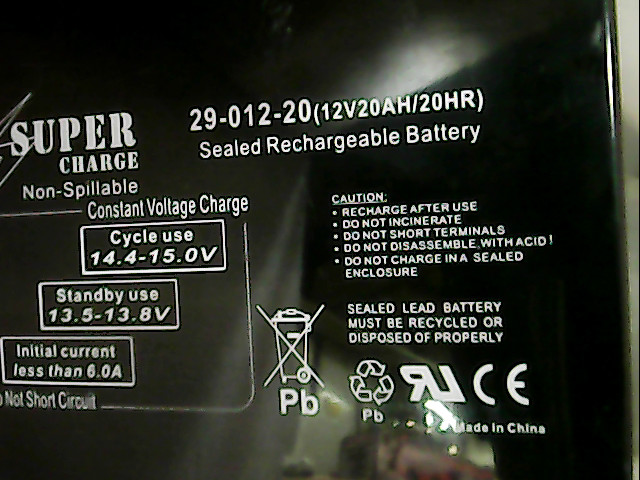 SUPER
CHARGE
Non-Spillable
29-012-20(12V20AH/20HR)
Sealed Rechargeable Battery
Constant Voltage Charge
Cycle use
14.4-15.0V
Standby use
13.5-13.8V
Initial current
less than 6.0A
Not Short Circuit
CAUTION:
• RECHARGE AFTER USE
• DO NOT INCINERATE
• DO NOT SHORT TERMINALS
• DO NOT DISASSEMBLE, WITH ACID!
• DO NOT CHARGE IN A SEALED
ENCLOSURE
SEALED LEAD BATTERY
MUST BE RECYCLED OR
DISPOSED OF PROPERLY
Pb
Pb
CE
Made in China